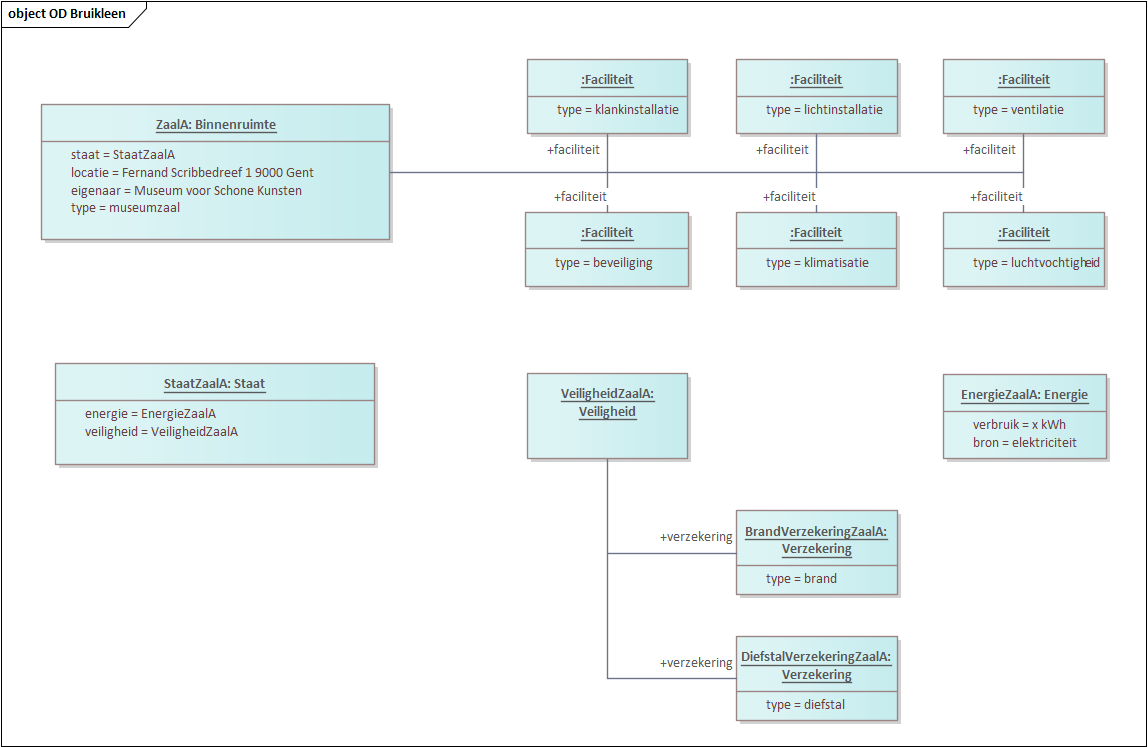 object OD Bruikleen
:Faciliteit
type = klankinstallatie
:Faciliteit
type = lichtinstallatie
:Faciliteit
type = ventilatie
ZaalA: Binnenruimte
staat = StaatZaalA
locatie = Fernand Scribbedreef 1 9000 Gent
eigenaar = Museum voor Schone Kunsten
type = museumzaal
+faciliteit
+faciliteit
+faciliteit
+faciliteit
+faciliteit
+faciliteit
:Faciliteit
type = beveiliging
:Faciliteit
type = klimatisatie
:Faciliteit
type = luchtvochtigheid
StaatZaalA: Staat
energie = EnergieZaalA
veiligheid = VeiligheidZaalA
VeiligheidZaalA:
Veiligheid
EnergieZaalA: Energie
verbruik = x kWh
bron = elektriciteit
+verzekering
BrandVerzekeringZaalA:
Verzekering
type = brand
+verzekering
DiefstalVerzekeringZaalA:
Verzekering
type = diefstal